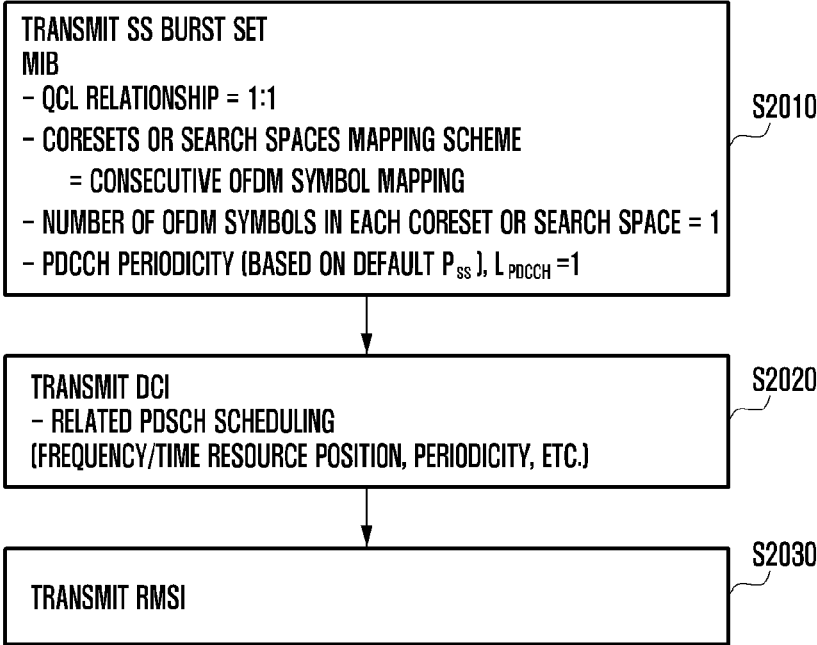 TRANSMIT SS BURST SET
MIB
- QCL RELATIONSHIP = 1:1
- CORESETS OR SEARCH SPACES MAPPING SCHEME
= CONSECUTIVE OFDM SYMBOL MAPPING
- NUMBER OF OFDM SYMBOLS IN EACH CORESET OR SEARCH SPACE = 1
- PDCCH PERIODICITY (BASED ON DEFAULT PSS), LPDCCH =1
S2010
TRANSMIT DCI
- RELATED PDSCH SCHEDULING
(FREQUENCY/TIME RESOURCE POSITION, PERIODICITY, ETC.)
S2020
TRANSMIT RMSI
S2030